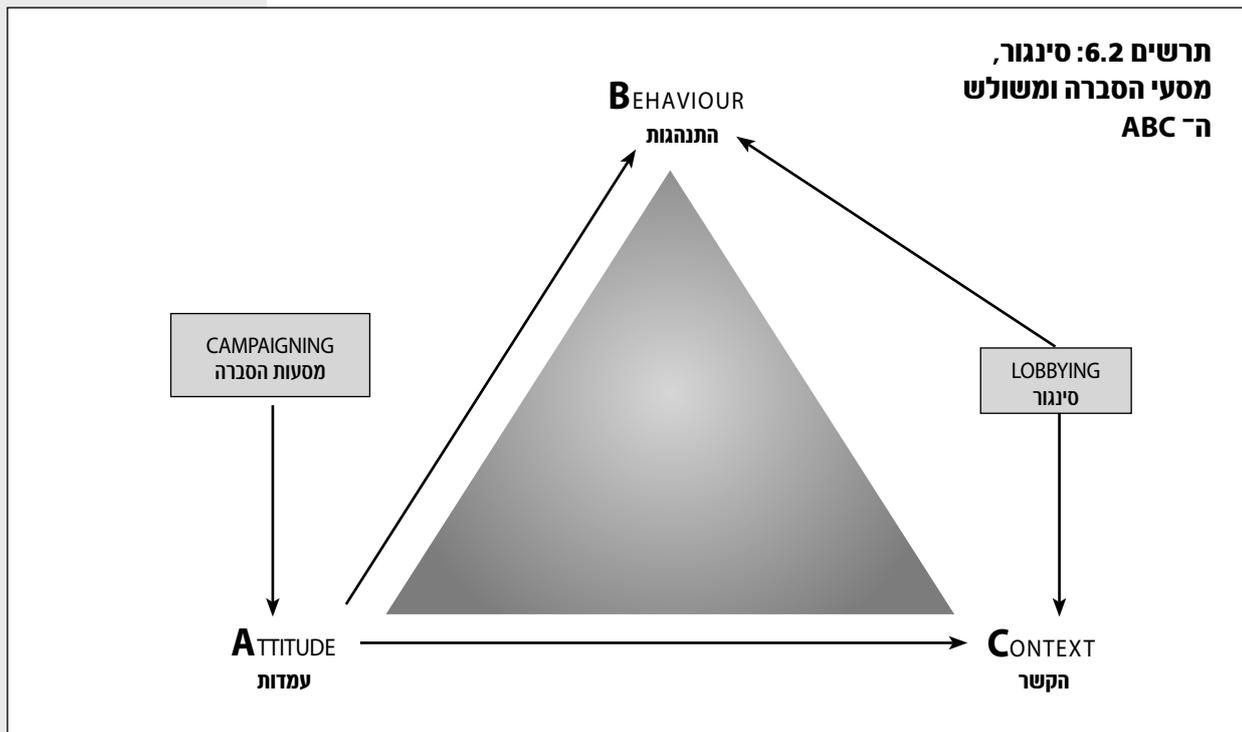 תרשים 6.2: סינגור,
מסעי הסברה ומשולש
ה־ ABC
BEHAVIOUR
התנהגות
CAMPAIGNING
מסעות הסברה
LOBBYING
סינגור
ATTITUDE
עמדות
CONTEXT
הקשר